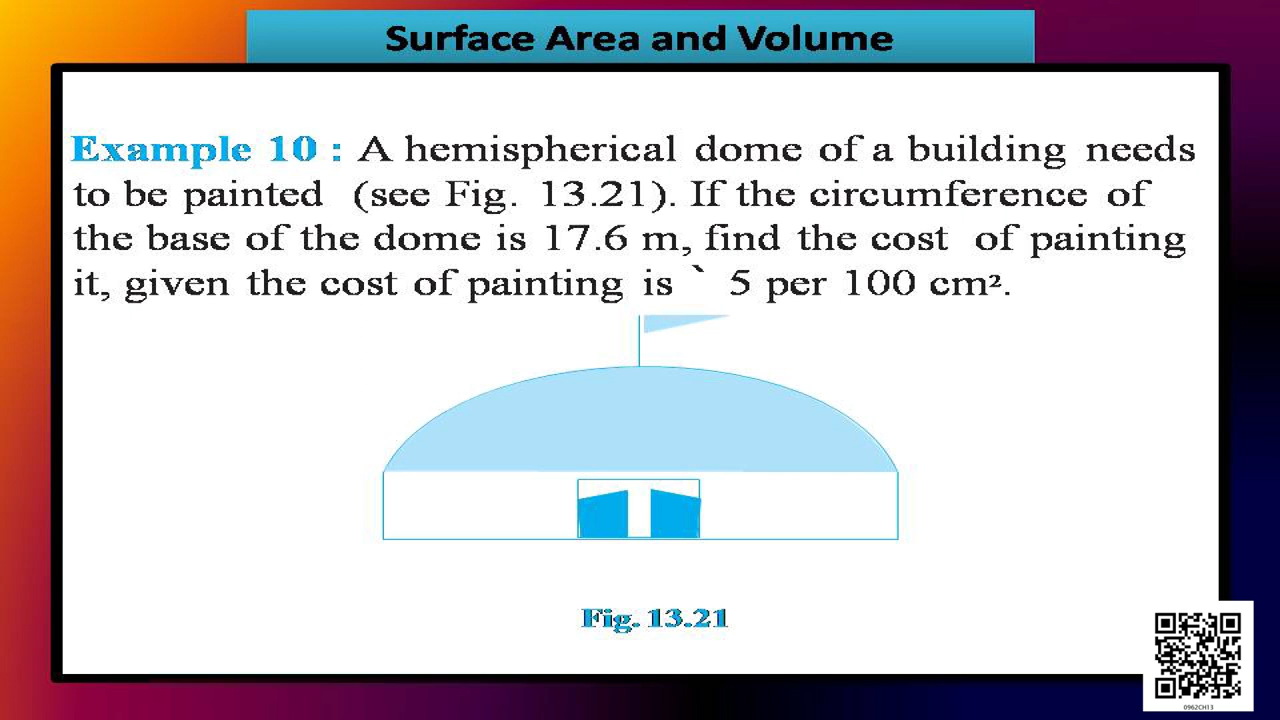 Surface Area and Volume
Example 10 : A hemispherical dome of a building needs
to be painted (see Fig. 13.21). If the circumference of
the base of the dome is 17.6 m, find the cost of painting
it, given the cost of painting is ` 5 per 100 cm².
Fig. 13.21
0962CH13